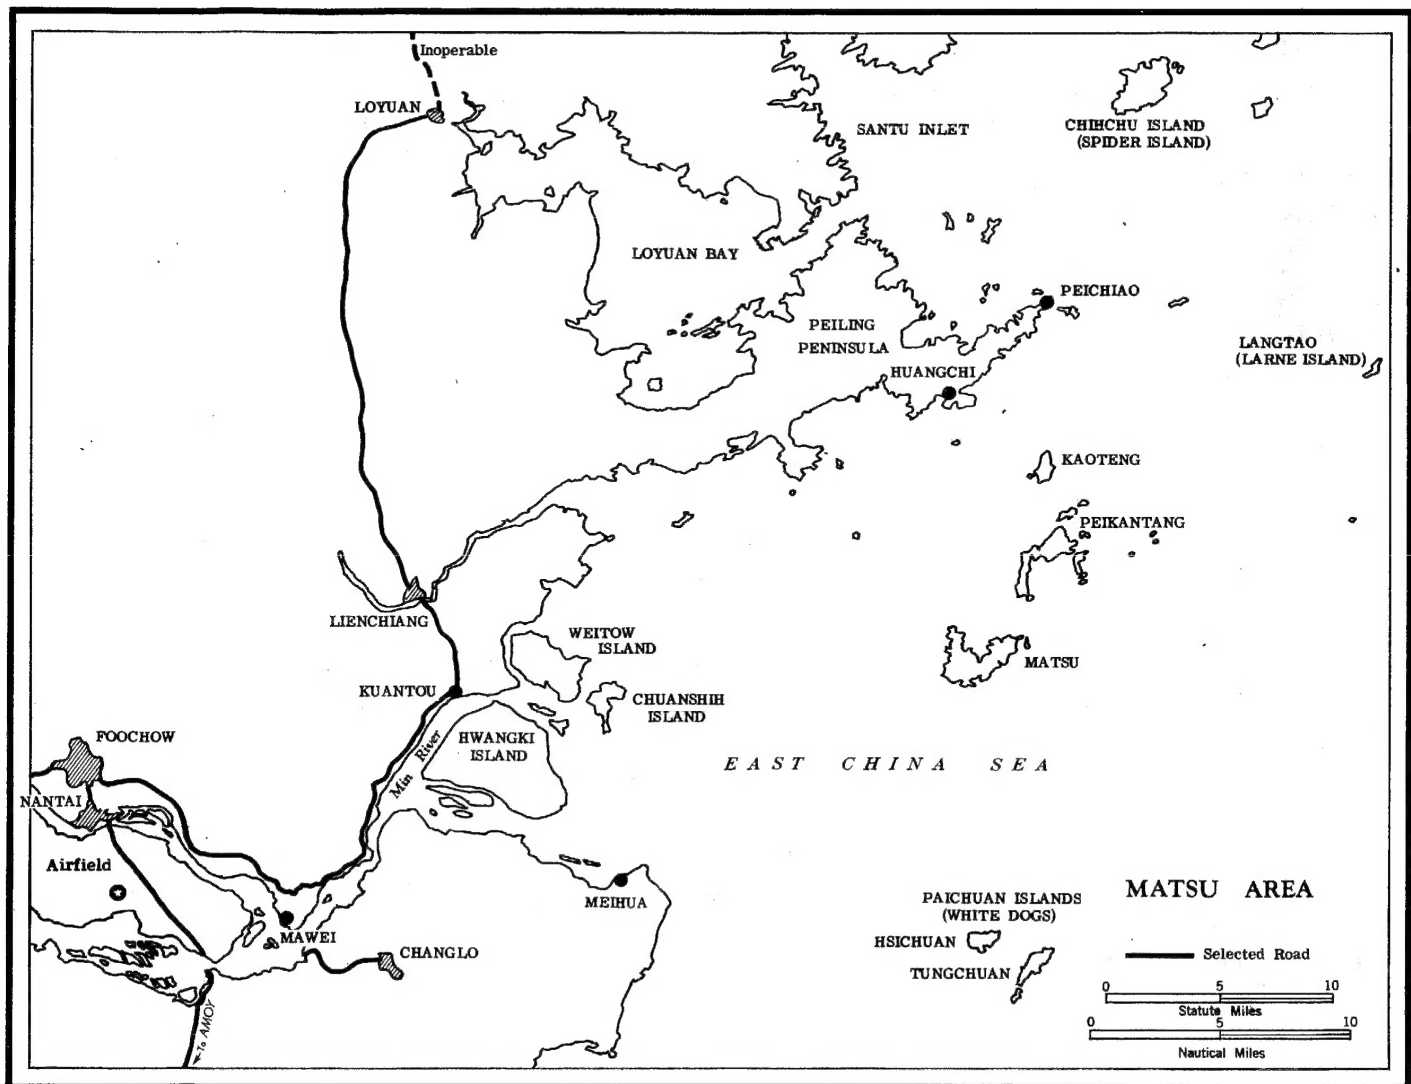 Inoperable
LOYUAN
SANTU INLET
CHIHCHU ISLAND
(SPIDER ISLAND)
LOYUAN BAY
PEICHIAO
PEILING
PENINSULA
LANGTAO
(LARNE ISLAND)
HUANGCHI
KAOTENG
PEIKANTANG
LIENCHIANG
WEITOW
ISLAND
MATSU
KUANTOU
CHUANSHIH
ISLAND
FOOCHOW
HWANGKI
ISLAND
Min River
EAST CHINA SEA
NANTAI
Airfield
MEIHUA
MATSU AREA
PAICHUAN ISLANDS
(WHITE DOGS)
MAWEI
HSICHUAN
CHANGLO
TUNGCHUAN
Selected Road
0 5 10
Statute Miles
0 5 10
Nautical Miles
To AMOY